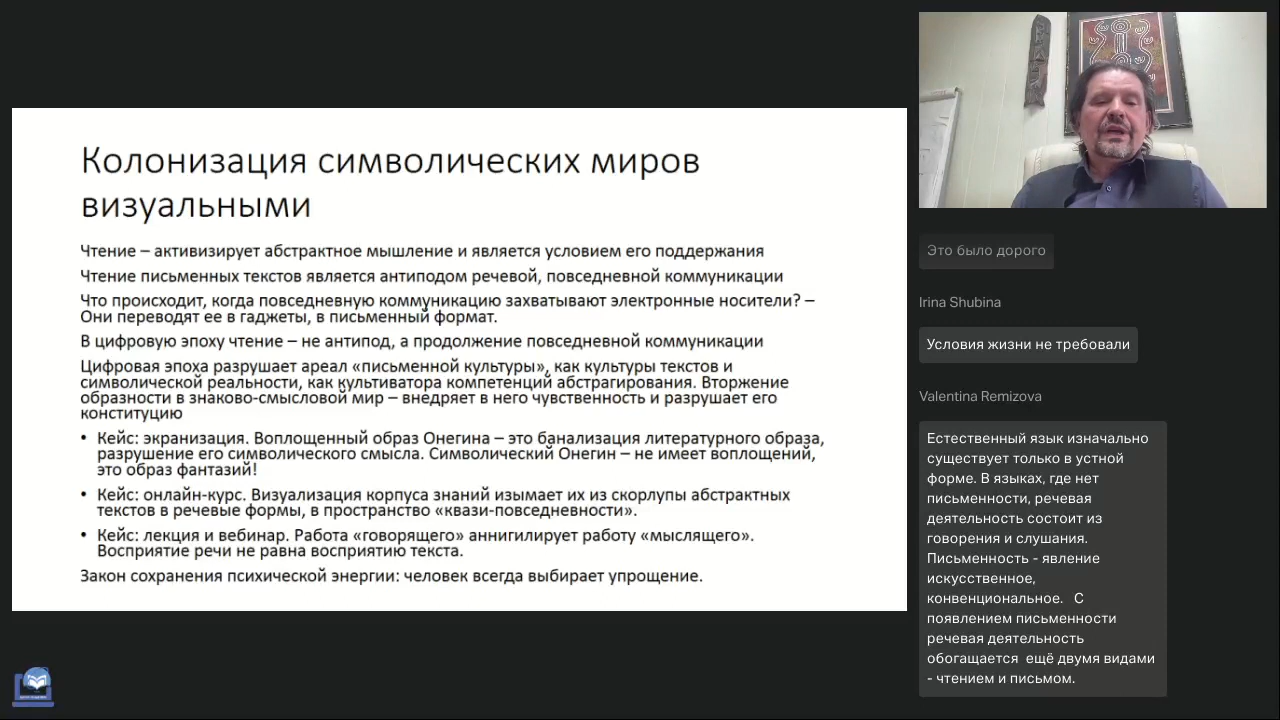 Колонизация символических миров
визуальными
Чтение – активизирует абстрактное мышление и является условием его поддержания
Чтение письменных текстов является антиподом речевой, повседневной коммуникации
Что происходит, когда повседневную коммуникацию захватывают электронные носители? –
Они переводят ее в гаджеты, в письменный формат.
В цифровую эпоху чтение – не антипод, а продолжение повседневной коммуникации
Цифровая эпоха разрушает ареал «письменной культуры», как культуры текстов и
символической реальности, как культиватора компетенций абстрагирования. Вторжение
образности в знаково-смысловой мир – внедряет в него чувственность и разрушает его
конституцию
• Кейс: экранизация. Воплощенный образ Онегина – это банализация литературного образа,
разрушение его символического смысла. Символический Онегин – не имеет воплощений,
это образ фантазий!
• Кейс: онлайн-курс. Визуализация корпуса знаний изымает их из скорлупы абстрактных
текстов в речевые формы, в пространство «квази-повседневности».
• Кейс: лекция и вебинар. Работа «говорящего» аннигилирует работу «мыслящего».
Восприятие речи не равна восприятию текста.
Закон сохранения психической энергии: человек всегда выбирает упрощение.
Это было дорого
Irina Shubina
Условия жизни не требовали
Valentina Remizova
Естественный язык изначально
существует только в устной
форме. В языках, где нет
письменности, речевая
деятельность состоит из
говорения и слушания.
Письменность - явление
искусственное,
конвенциональное. С
появлением письменности
речевая деятельность
обогащается ещё двумя видами
- чтением и письмом.